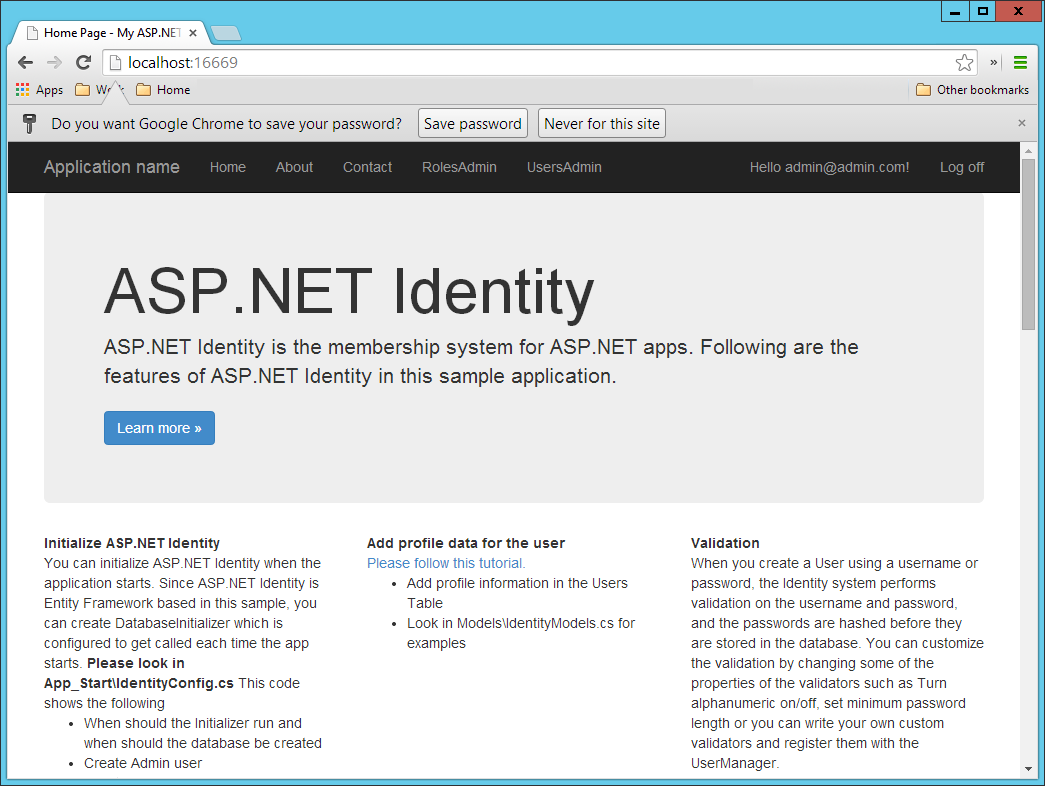 Home Page - My ASP.NET
localhost:16669
Apps
Home
Other bookmarks
Do you want Google Chrome to save your password?
Save password
Never for this site
Application name
Home
About
Contact
RolesAdmin
UsersAdmin
Hello admin@admin.com!
Log off
ASP.NET Identity
ASP.NET Identity is the membership system for ASP.NET apps. Following are the
features of ASP.NET Identity in this sample application.
Learn more »
Initialize ASP.NET Identity
You can initialize ASP.NET Identity when the
application starts. Since ASP.NET Identity is
Entity Framework based in this sample, you
can create DatabaseInitializer which is
configured to get called each time the app
starts. Please look in
App_Start\IdentityConfig.cs This code
shows the following
• When should the Initializer run and
when should the database be created
• Create Admin user
Add profile data for the user
Please follow this tutorial.
• Add profile information in the Users
Table
• Look in Models\IdentityModels.cs for
examples
Validation
When you create a User using a username or
password, the Identity system performs
validation on the username and password,
and the passwords are hashed before they
are stored in the database. You can customize
the validation by changing some of the
properties of the validators such as Turn
alphanumeric on/off, set minimum password
length or you can write your own custom
validators and register them with the
UserManager.